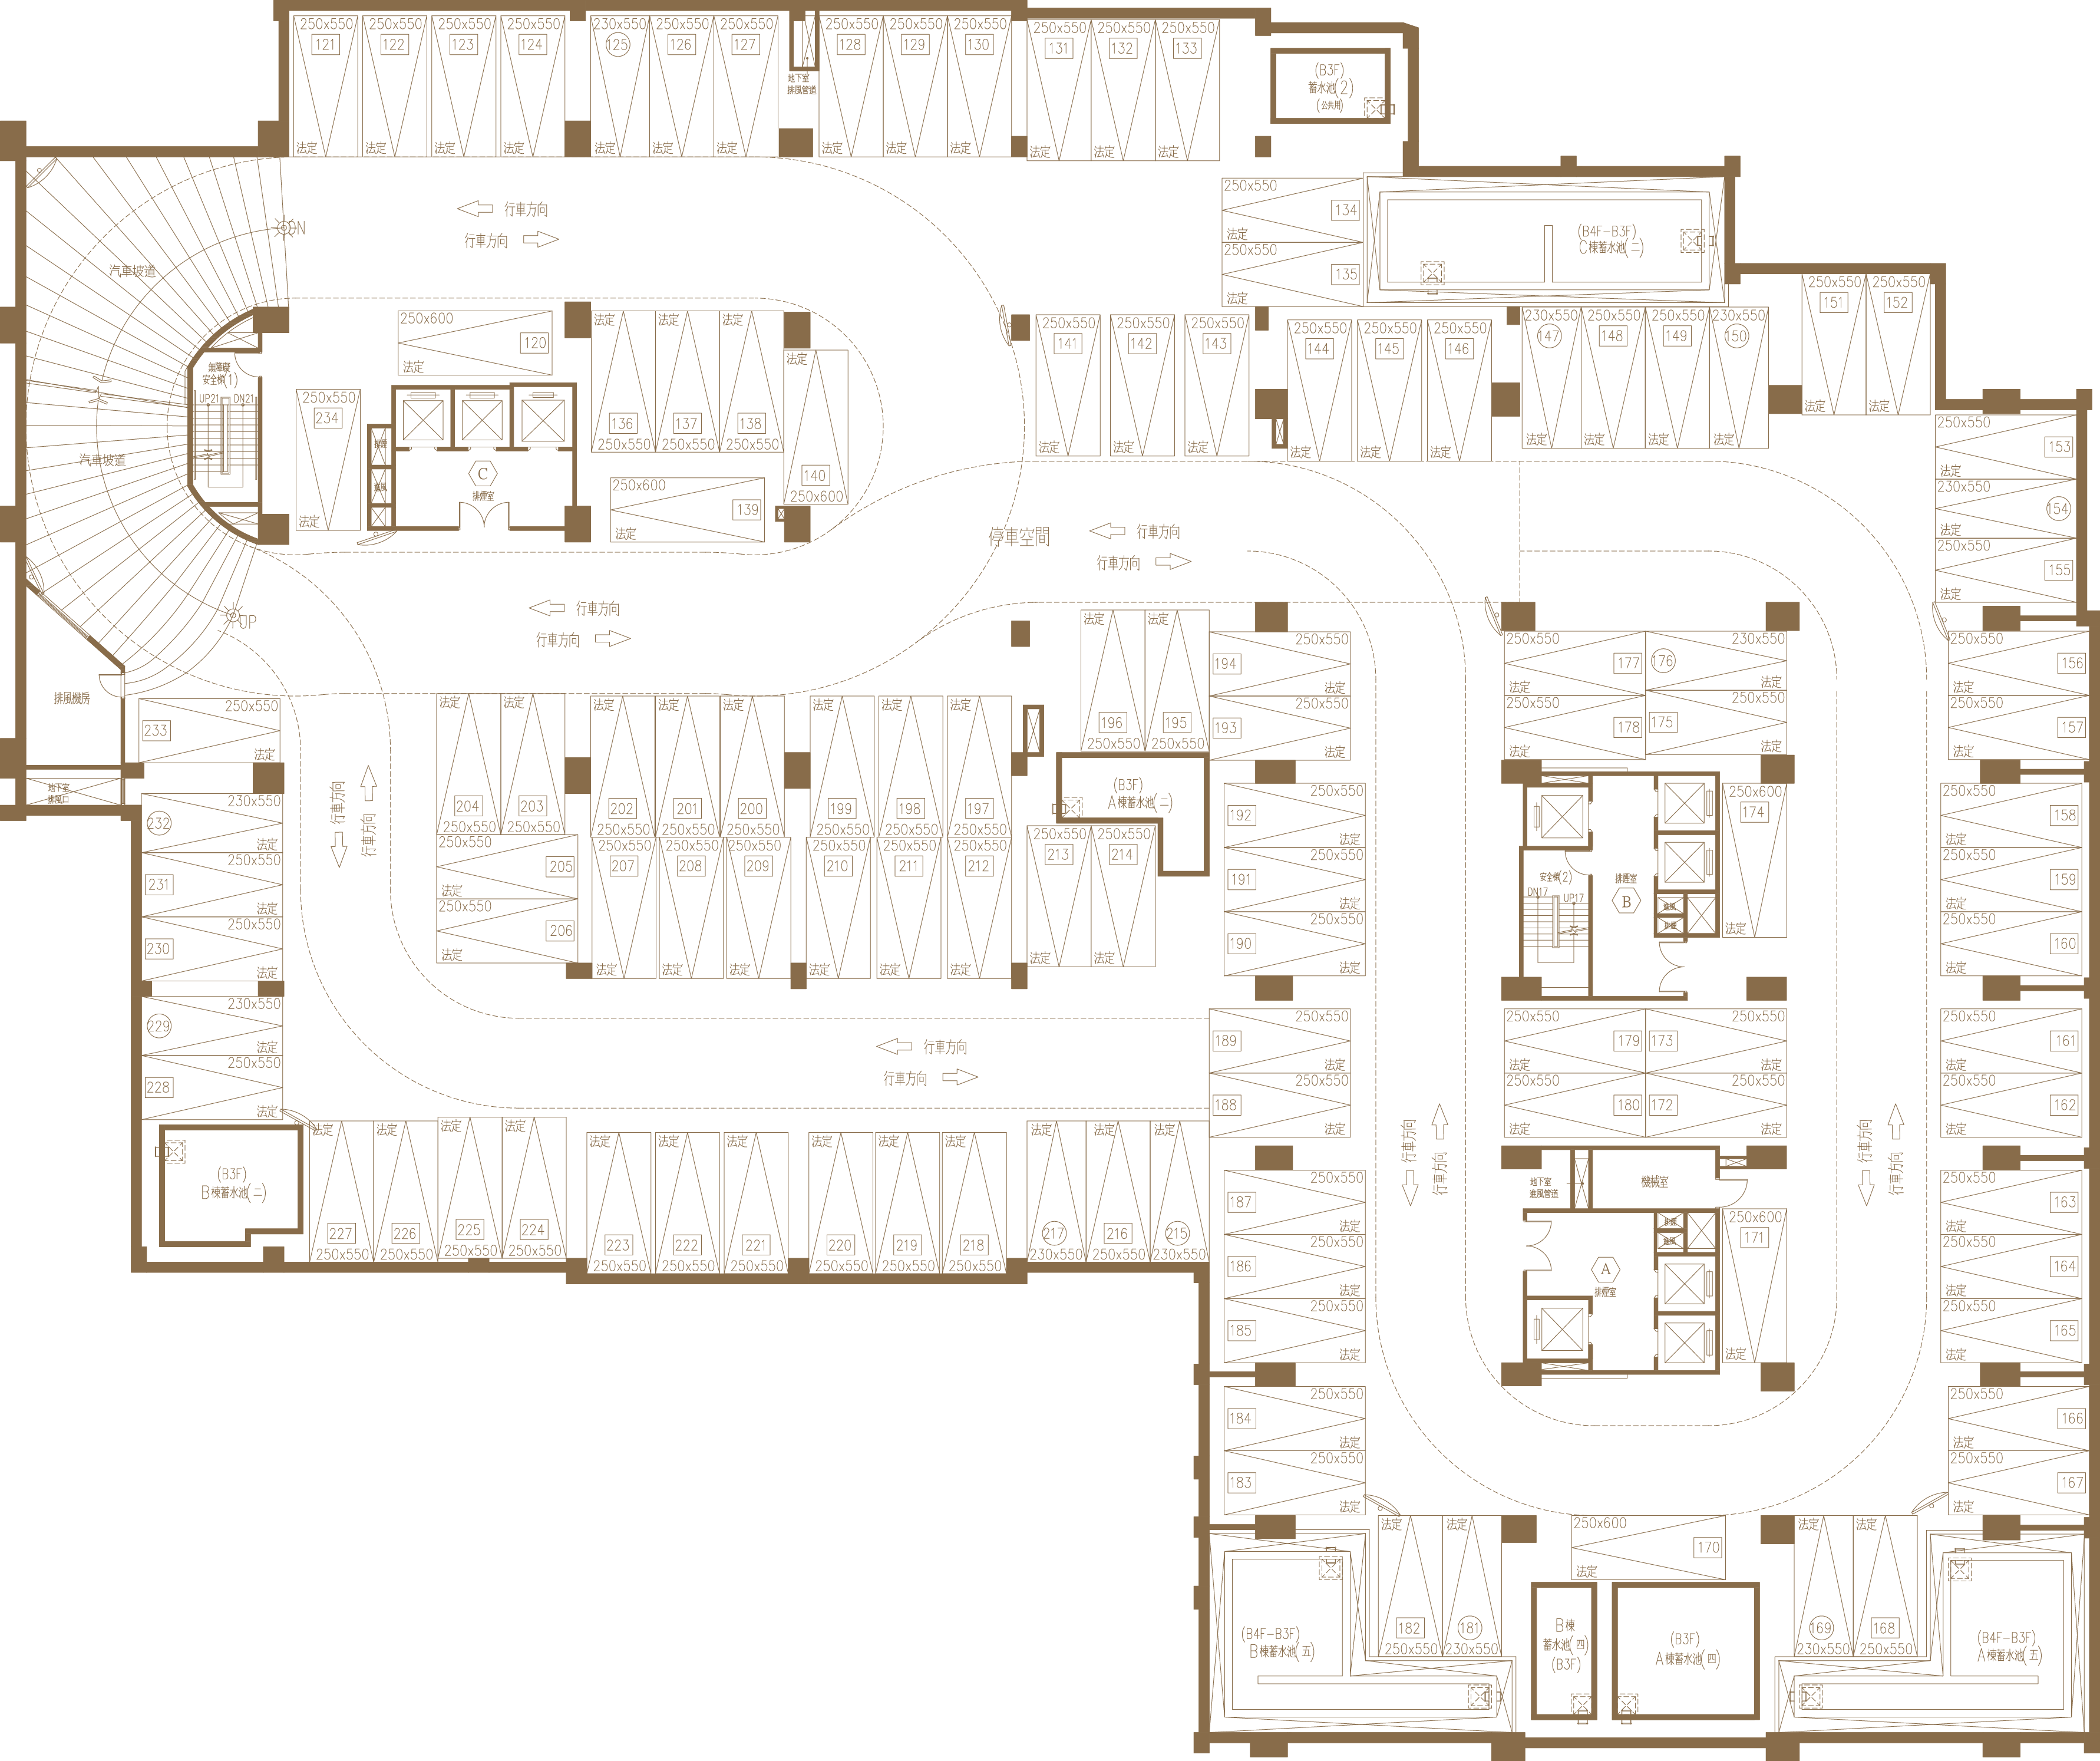 250x550 250x550 250x550 250x550 230x550 250x550 250x550 250x550 250x550 250x550 250x550 250x550 250x550
121 122 123 124 125 126 127 128 129 130 131 132 133
地下室
排風管道
法定 法定 法定 法定 法定 法定 法定 法定 法定 法定 法定 法定 法定
(B3F)
蓄水池(2)
(公共用)
行車方向
行車方向
DN
汽車坡道
250x550
134
法定
250x550
135
法定
(B4F-B3F)
C棟蓄水池(二)
250x550 250x550
151 152
法定 法定
250x600
120
法定
法定 法定 法定
136 137 138
250x550 250x550 250x550
法定
140
250x600
250x550 250x550 250x550
141 142 143
法定 法定 法定
250x550 250x550 250x550
144 145 146
法定 法定 法定
230x550 250x550 250x550 230x550
147 148 149 150
法定 法定 法定 法定
無障礙
安全梯(1)
UP21 DN21
汽車坡道
250x550
234
法定
排煙
進風
C
排煙室
250x600
139
法定
250x550
153
法定
230x550
154
法定
250x550
155
法定
停車空間
行車方向
行車方向
行車方向
行車方向
UP
排風機房
250x550
233
法定
地下室
排風口
法定 法定
196 195
250x550 250x550
250x550
194
法定
250x550
193
法定
250x550
177
法定
230x550
176
法定
250x550
178
法定
250x550
175
法定
250x550
156
法定
250x550
157
法定
行車方向
行車方向
法定 法定 法定 法定 法定 法定 法定 法定
204 203 202 201 200 199 198 197
250x550 250x550 250x550 250x550 250x550 250x550 250x550 250x550
(B3F)
A棟蓄水池(二)
230x550
232
法定
250x550
231
法定
250x550
230
法定
230x550
229
法定
250x550
228
法定
250x550
205
法定
250x550
206
法定
250x550 250x550 250x550 250x550 250x550 250x550
207 208 209 210 211 212
法定 法定 法定 法定 法定 法定
250x550 250x550
213 214
法定 法定
250x550
192
法定
250x550
191
法定
250x550
190
法定
安全梯(2)
DN17 UP17
排煙室
B
進風
排煙
250x600
174
法定
250x550
158
法定
250x550
159
法定
250x550
160
法定
行車方向
行車方向
250x550
189
法定
250x550
188
法定
250x550
179
法定
250x550
173
法定
250x550
180
法定
250x550
172
法定
250x550
161
法定
250x550
162
法定
行車方向
行車方向
行車方向
行車方向
(B3F)
B棟蓄水池(二)
法定 法定 法定 法定 法定 法定 法定 法定 法定 法定 法定 法定 法定
227 226 225 224 223 222 221 220 219 218 217 216 215
250x550 250x550 250x550 250x550 250x550 250x550 250x550 250x550 250x550 250x550 230x550 250x550 230x550
250x550
187
法定
250x550
186
法定
250x550
185
法定
地下室
進風管道
機械室
排煙
進風
A
排煙室
250x600
171
法定
250x550
163
法定
250x550
164
法定
250x550
165
法定
250x550
184
法定
250x550
183
法定
250x550
166
法定
250x550
167
法定
(B4F-B3F)
B棟蓄水池(五)
法定 法定
182 181
250x550 230x550
250x600
170
法定
B棟
蓄水池(四)
(B3F)
(B3F)
A棟蓄水池(四)
法定 法定
169 168
230x550 250x550
(B4F-B3F)
A棟蓄水池(五)